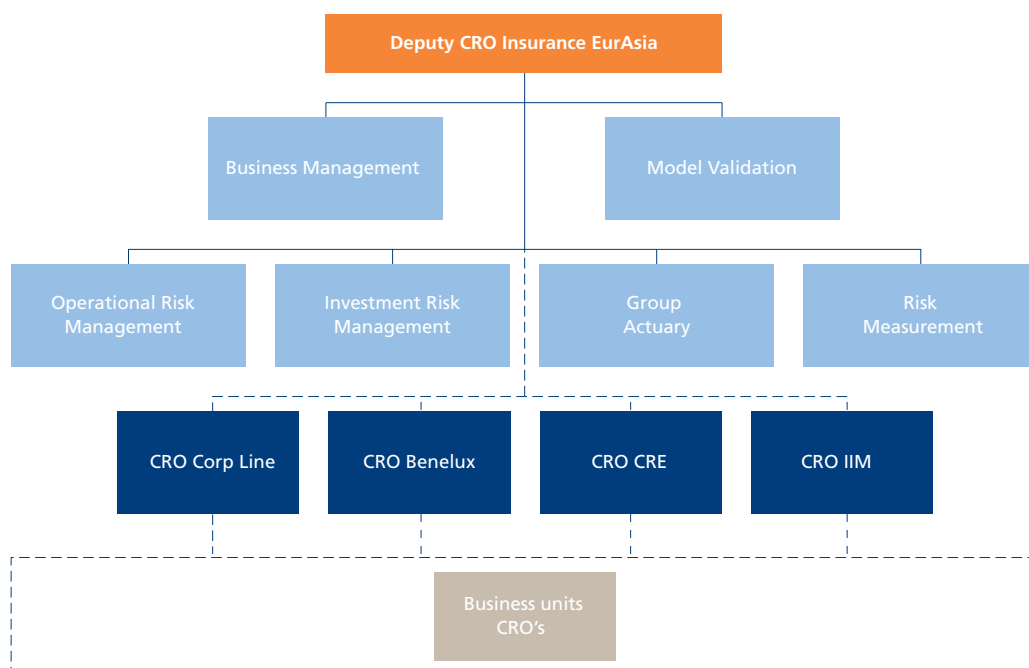 Deputy CRO Insurance EurAsia
Business Management
Model Validation
Operational Risk
Management
Investment Risk
Management
Group
Actuary
Risk
Measurement
CRO Corp Line
CRO Benelux
CRO CRE
CRO IIM
Business units
CRO's